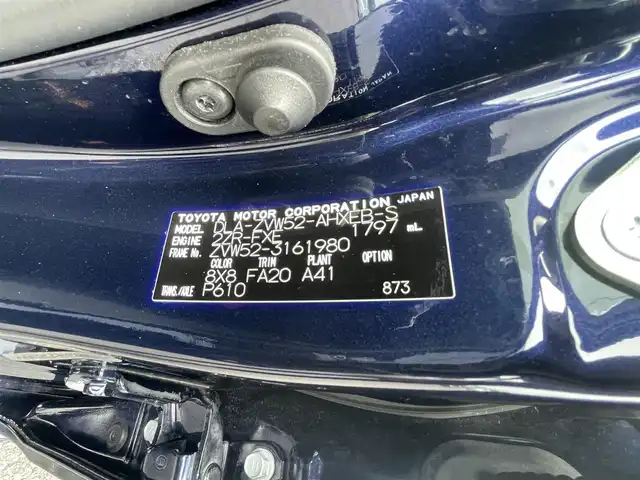 TOYOTA MOTOR CORPORATION JAPAN
MODEL DLA-ZVW52-AHXEB-S
ENGINE 2ZR-FXE 1797 mL
FRAME No. ZVW52-3161980
COLOR TRIM PLANT OPTION
8X8 FA20 A41
TRANS./AXLE P610 873